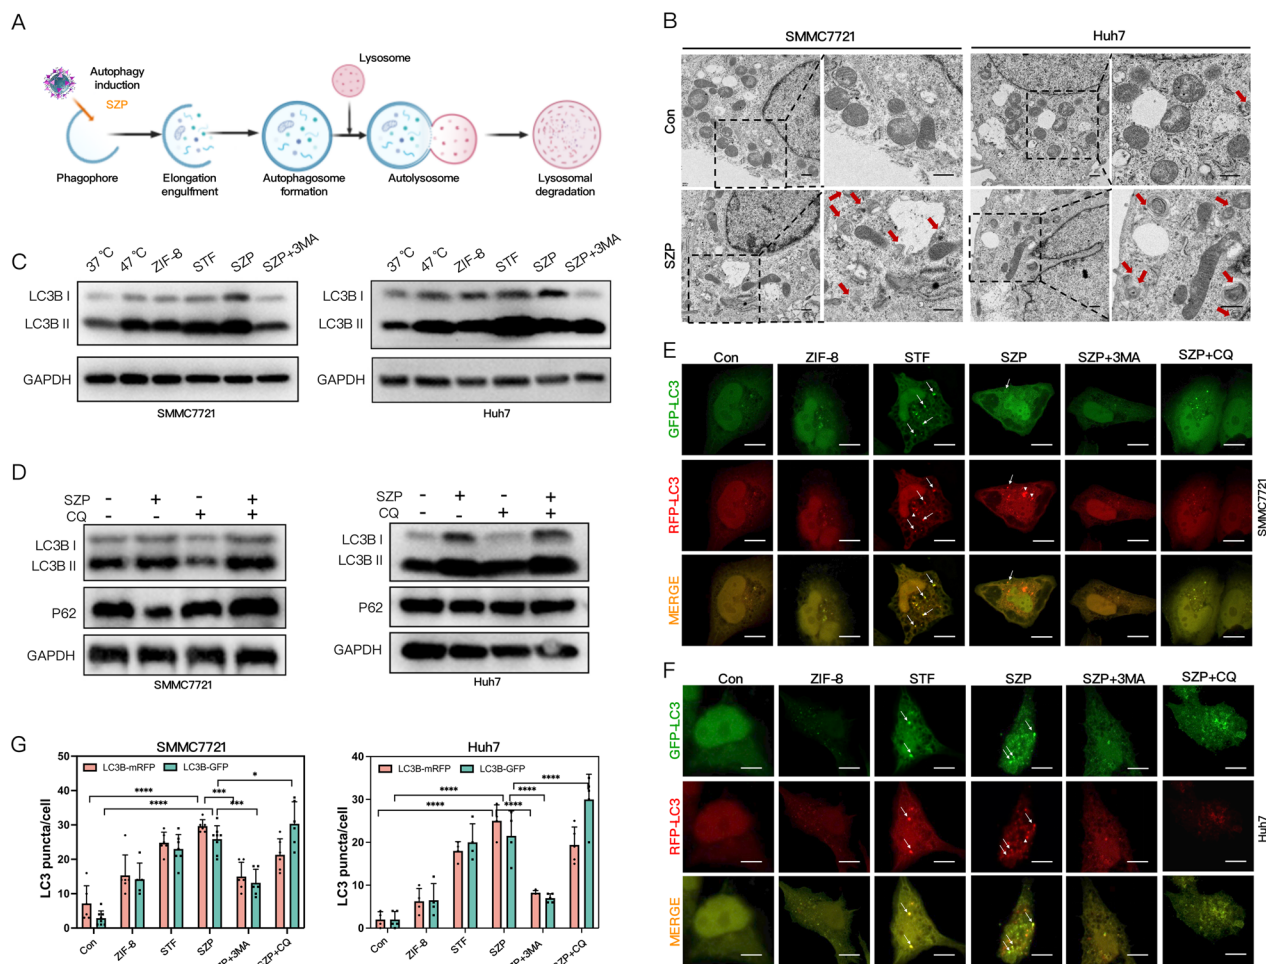 A
Lysosome
Autophagy
induction
SZP
Phagophore
Elongation
engulfment
Autophagosome
formation
Autolysosome
Lysosomal
degradation
B
SMMC7721
Huh7
Con
SZP
C
37°C 47°C ZIF-8 STF SZP SZP+3MA
LC3B I
LC3B II
GAPDH
SMMC7721
37°C 47°C ZIF-8 STF SZP SZP+3MA
LC3B I
LC3B II
GAPDH
Huh7
D
SZP - + - +
CQ - - + +
LC3B I
LC3B II
P62
GAPDH
SMMC7721
SZP - + - +
CQ - - + +
LC3B I
LC3B II
P62
GAPDH
Huh7
E
Con ZIF-8 STF SZP SZP+3MA SZP+CQ
GFP-LC3
RFP-LC3
MERGE
SMMC7721
F
Con ZIF-8 STF SZP SZP+3MA SZP+CQ
GFP-LC3
RFP-LC3
MERGE
Huh7
G
SMMC7721
LC3B-mRFP LC3B-GFP
LC3 puncta/cell
50
40
30
20
10
0
**** **** *** *** *
Con ZIF-8 STF SZP SZP+CQ
Huh7
LC3B-mRFP LC3B-GFP
LC3 puncta/cell
40
30
20
10
0
**** **** **** **** ****
Con ZIF-8 STF SZP SZP+CQ